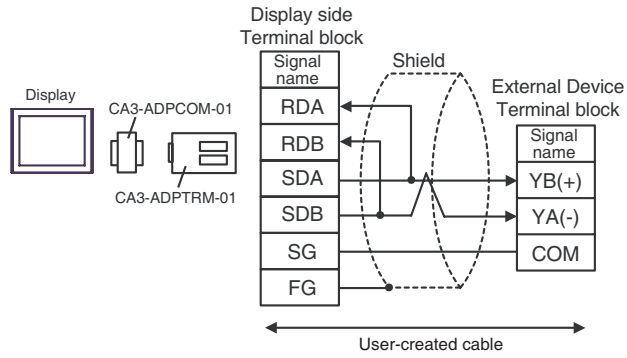 Display side
Terminal block
Signal
name
RDA
RDB
SDA
SDB
SG
FG
Shield
Display
CA3-ADPCOM-01
CA3-ADPTRM-01
External Device
Terminal block
Signal
name
YB(+)
YA(-)
COM
User-created cable